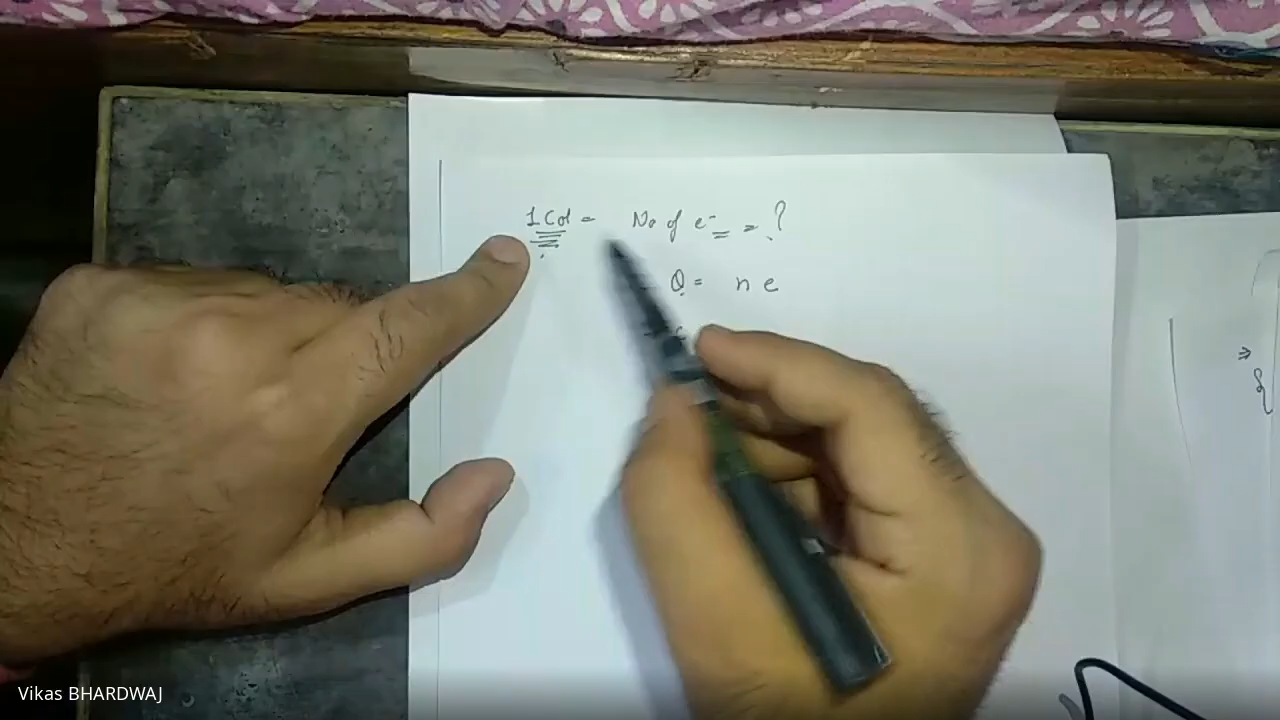 1 Col = No of e⁻ = ?
Q = n e
Vikas BHARDWAJ